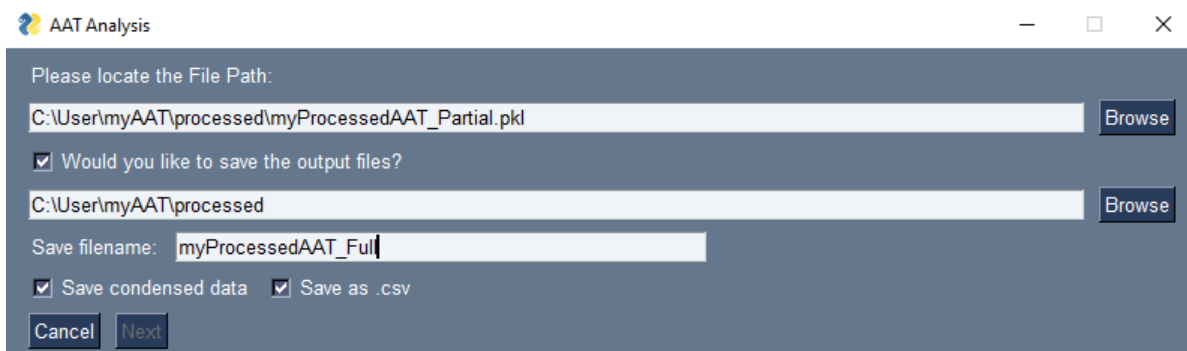 AAT Analysis
Please locate the File Path:
C:\User\myAAT\processed\myProcessedAAT_Partial.pkl Browse
Would you like to save the output files?
C:\User\myAAT\processed Browse
Save filename: myProcessedAAT_Full
Save condensed data Save as .csv
Cancel Next